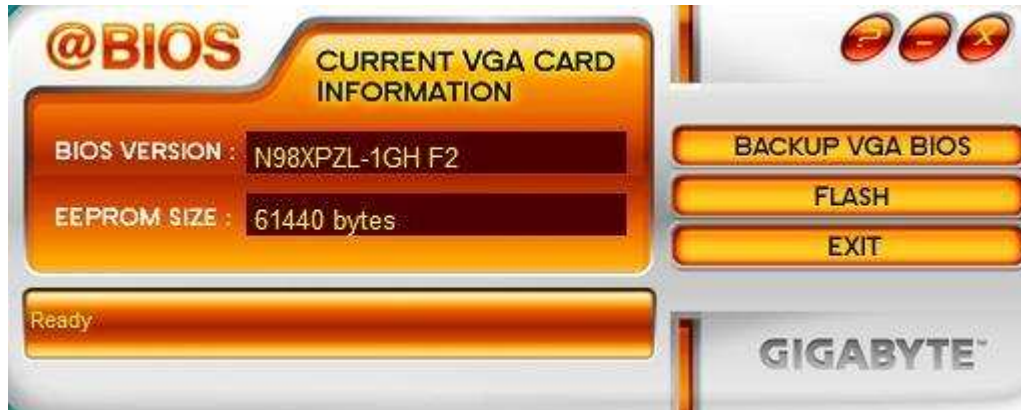 @BIOS
CURRENT VGA CARD
INFORMATION
BIOS VERSION :
N98XPZL-1GH F2
EEPROM SIZE :
61440 bytes
Ready
? - X
BACKUP VGA BIOS
FLASH
EXIT
GIGABYTE™